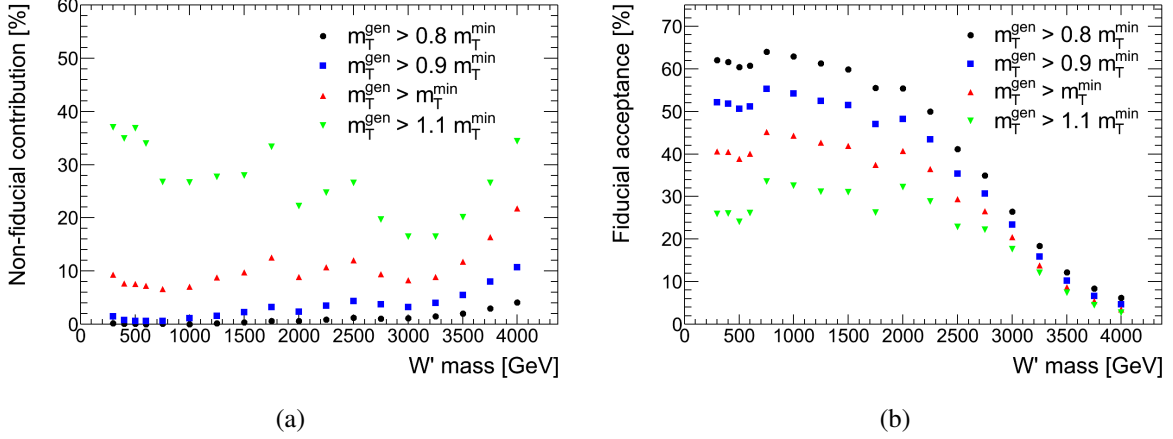 Non-fiducial contribution [%]
60
50
40
30
20
10
0
m_T^gen > 0.8 m_T^min
m_T^gen > 0.9 m_T^min
m_T^gen > m_T^min
m_T^gen > 1.1 m_T^min
0 500 1000 1500 2000 2500 3000 3500 4000
W' mass [GeV]
(a)
Fiducial acceptance [%]
70
60
50
40
30
20
10
0
m_T^gen > 0.8 m_T^min
m_T^gen > 0.9 m_T^min
m_T^gen > m_T^min
m_T^gen > 1.1 m_T^min
0 500 1000 1500 2000 2500 3000 3500 4000
W' mass [GeV]
(b)